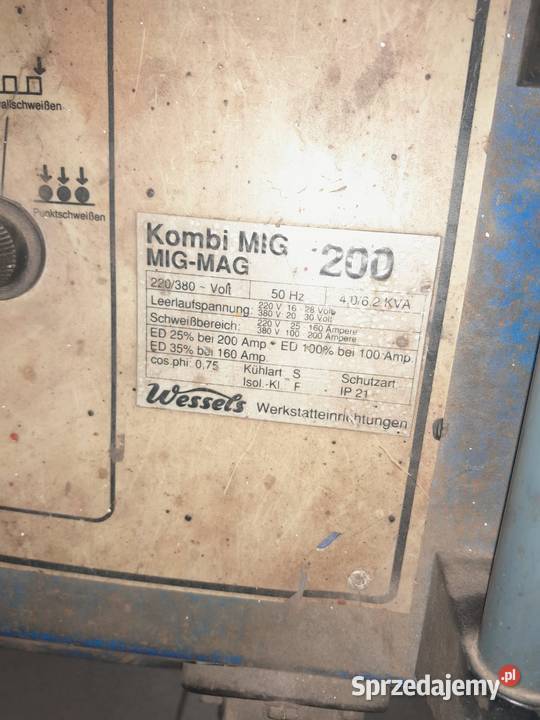 allschweißen
Punktschweißen
Kombi MIG 200
MIG-MAG
220/380 ~ Volt 50 Hz 4,0/6,2 KVA
Leerlaufspannung: 220 V 16 28 Volt
380 V 20 30 Volt
Schweißbereich: 220 V 25 160 Ampere
380 V 100 200 Ampere
ED 25% bei 200 Amp * ED 100% bei 100 Amp
ED 35% bei 160 Amp
cos.phi: 0,75 Kühlart S Schutzart
Isol.-Kl F IP 21
Wessels Werkstatteinrichtungen
Sprzedajemy.pl